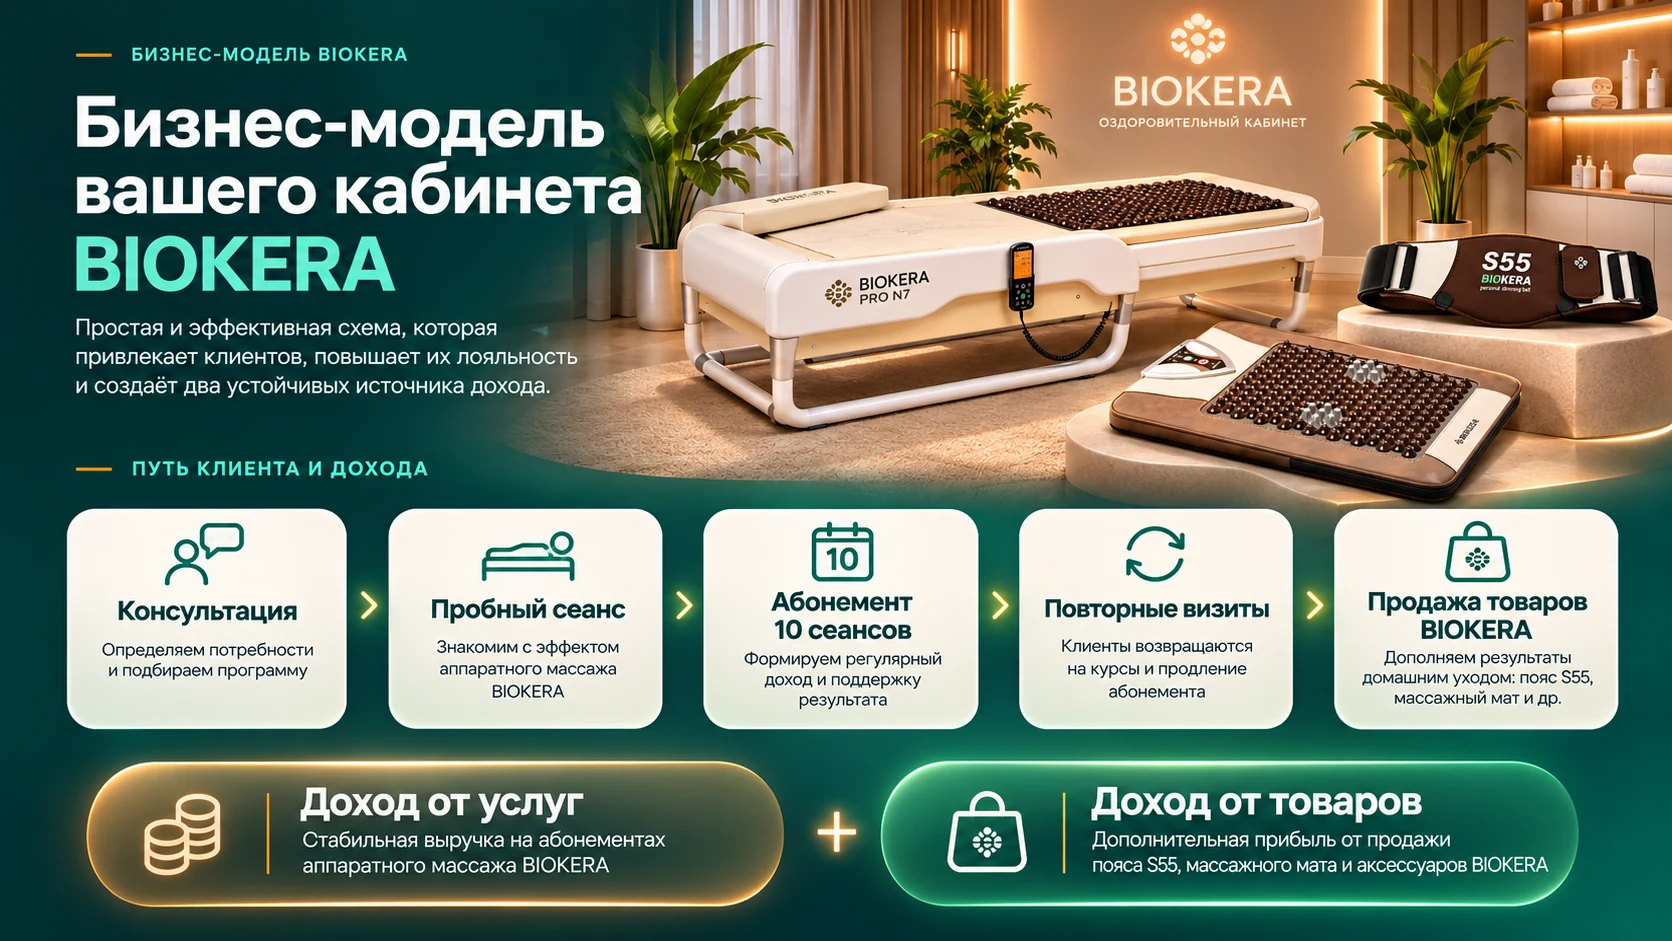 БИЗНЕС-МОДЕЛЬ BIOKERA
Бизнес-модель
вашего кабинета
BIOKERA
Простая и эффективная схема, которая
привлекает клиентов, повышает их лояльность
и создаёт два устойчивых источника дохода.
BIOKERA
ОЗДОРОВИТЕЛЬНЫЙ КАБИНЕТ
BIOKERA
BIOKERA
PRO N7
S55
BIOKERA
BIOKERA
ПУТЬ КЛИЕНТА И ДОХОДА
Консультация
Определяем потребности
и подбираем программу
Пробный сеанс
Знакомим с эффектом
аппаратного массажа
BIOKERA
10
Абонемент
10 сеансов
Формируем регулярный
доход и поддержку
результата
Повторные визиты
Клиенты возвращаются
на курсы и продление
абонемента
Продажа товаров
BIOKERA
Дополняем результаты
домашним уходом: пояс S55,
массажный мат и др.
Доход от услуг
Стабильная выручка на абонементах
аппаратного массажа BIOKERA
+
Доход от товаров
Дополнительная прибыль от продажи
пояса S55, массажного мата и аксессуаров BIOKERA